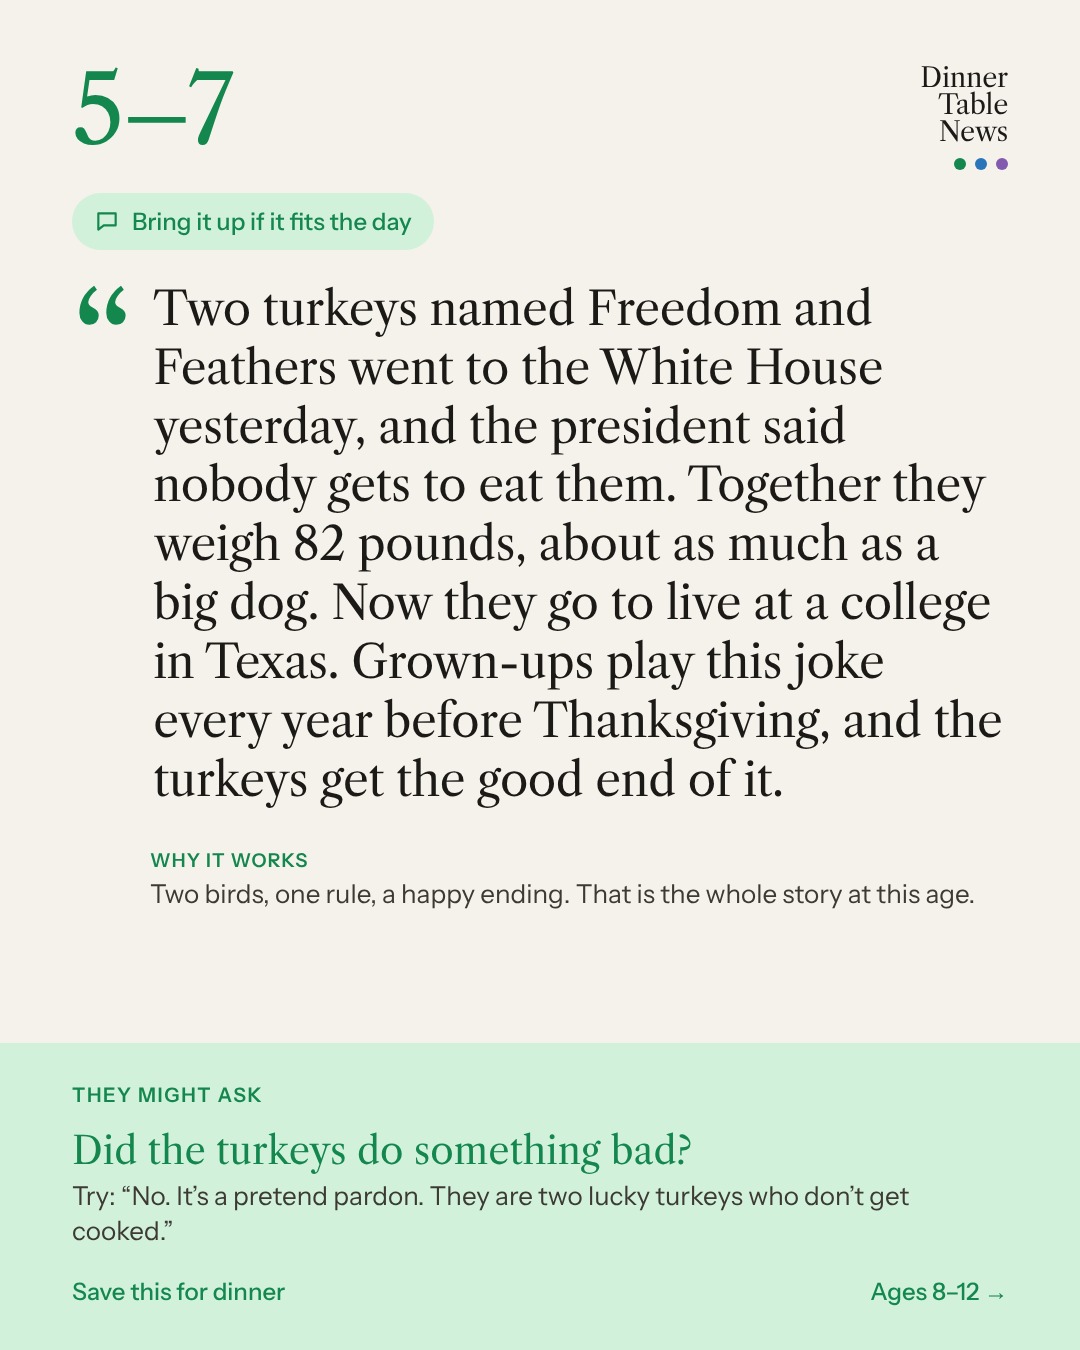 5–7
Dinner
Table
News
Bring it up if it fits the day
“Two turkeys named Freedom and
Feathers went to the White House
yesterday, and the president said
nobody gets to eat them. Together they
weigh 82 pounds, about as much as a
big dog. Now they go to live at a college
in Texas. Grown-ups play this joke
every year before Thanksgiving, and the
turkeys get the good end of it.
WHY IT WORKS
Two birds, one rule, a happy ending. That is the whole story at this age.
THEY MIGHT ASK
Did the turkeys do something bad?
Try: “No. It’s a pretend pardon. They are two lucky turkeys who don’t get
cooked.”
Save this for dinner
Ages 8–12 →